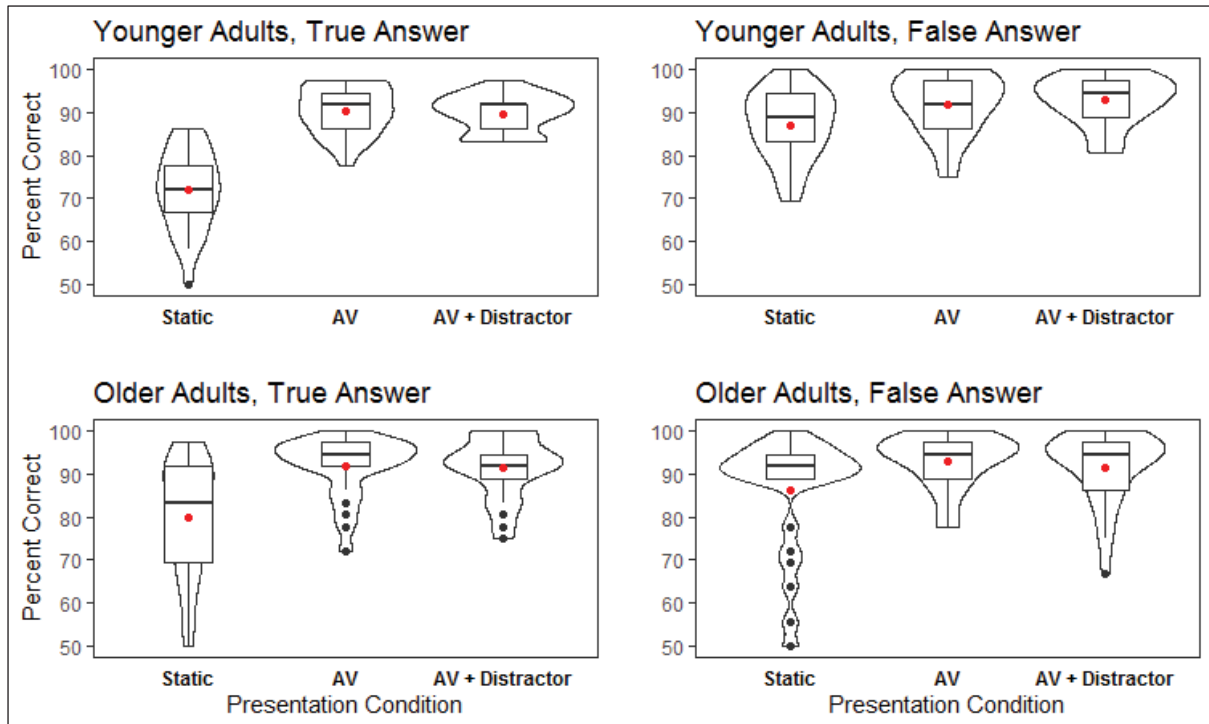 Younger Adults, True Answer
Percent Correct
100
90
80
70
60
50
Static AV AV + Distractor
Younger Adults, False Answer
100
90
80
70
60
50
Static AV AV + Distractor
Older Adults, True Answer
Percent Correct
100
90
80
70
60
50
Static AV AV + Distractor
Presentation Condition
Older Adults, False Answer
100
90
80
70
60
50
Static AV AV + Distractor
Presentation Condition